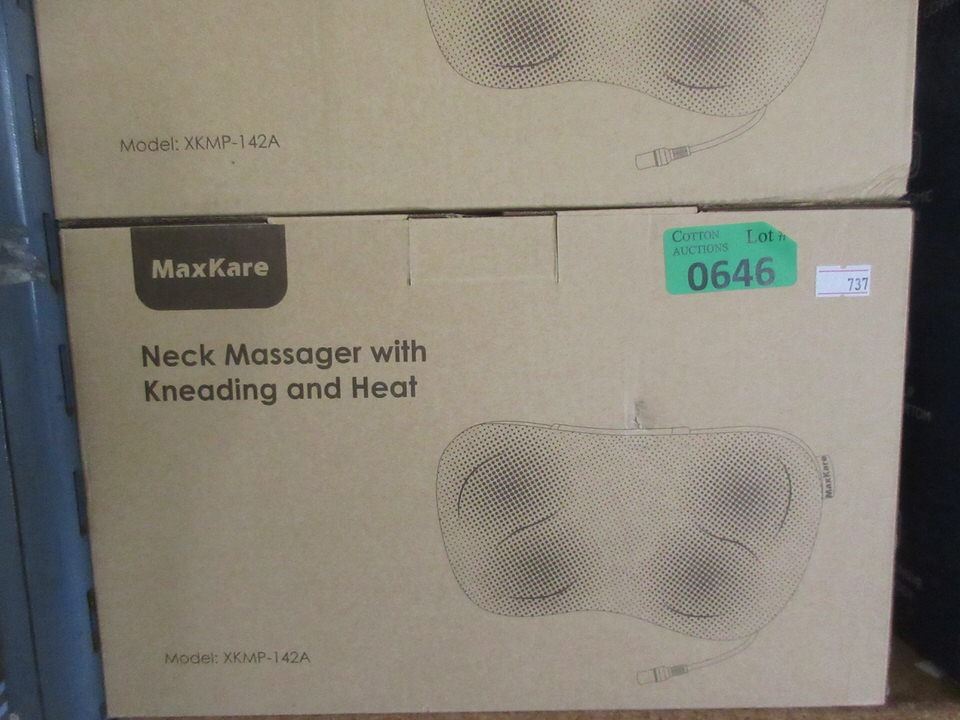 Model: XKMP-142A
MaxKare
COTTON Lot #
AUCTIONS
0646
737
Neck Massager with
Kneading and Heat
MaxKare
Model: XKMP-142A